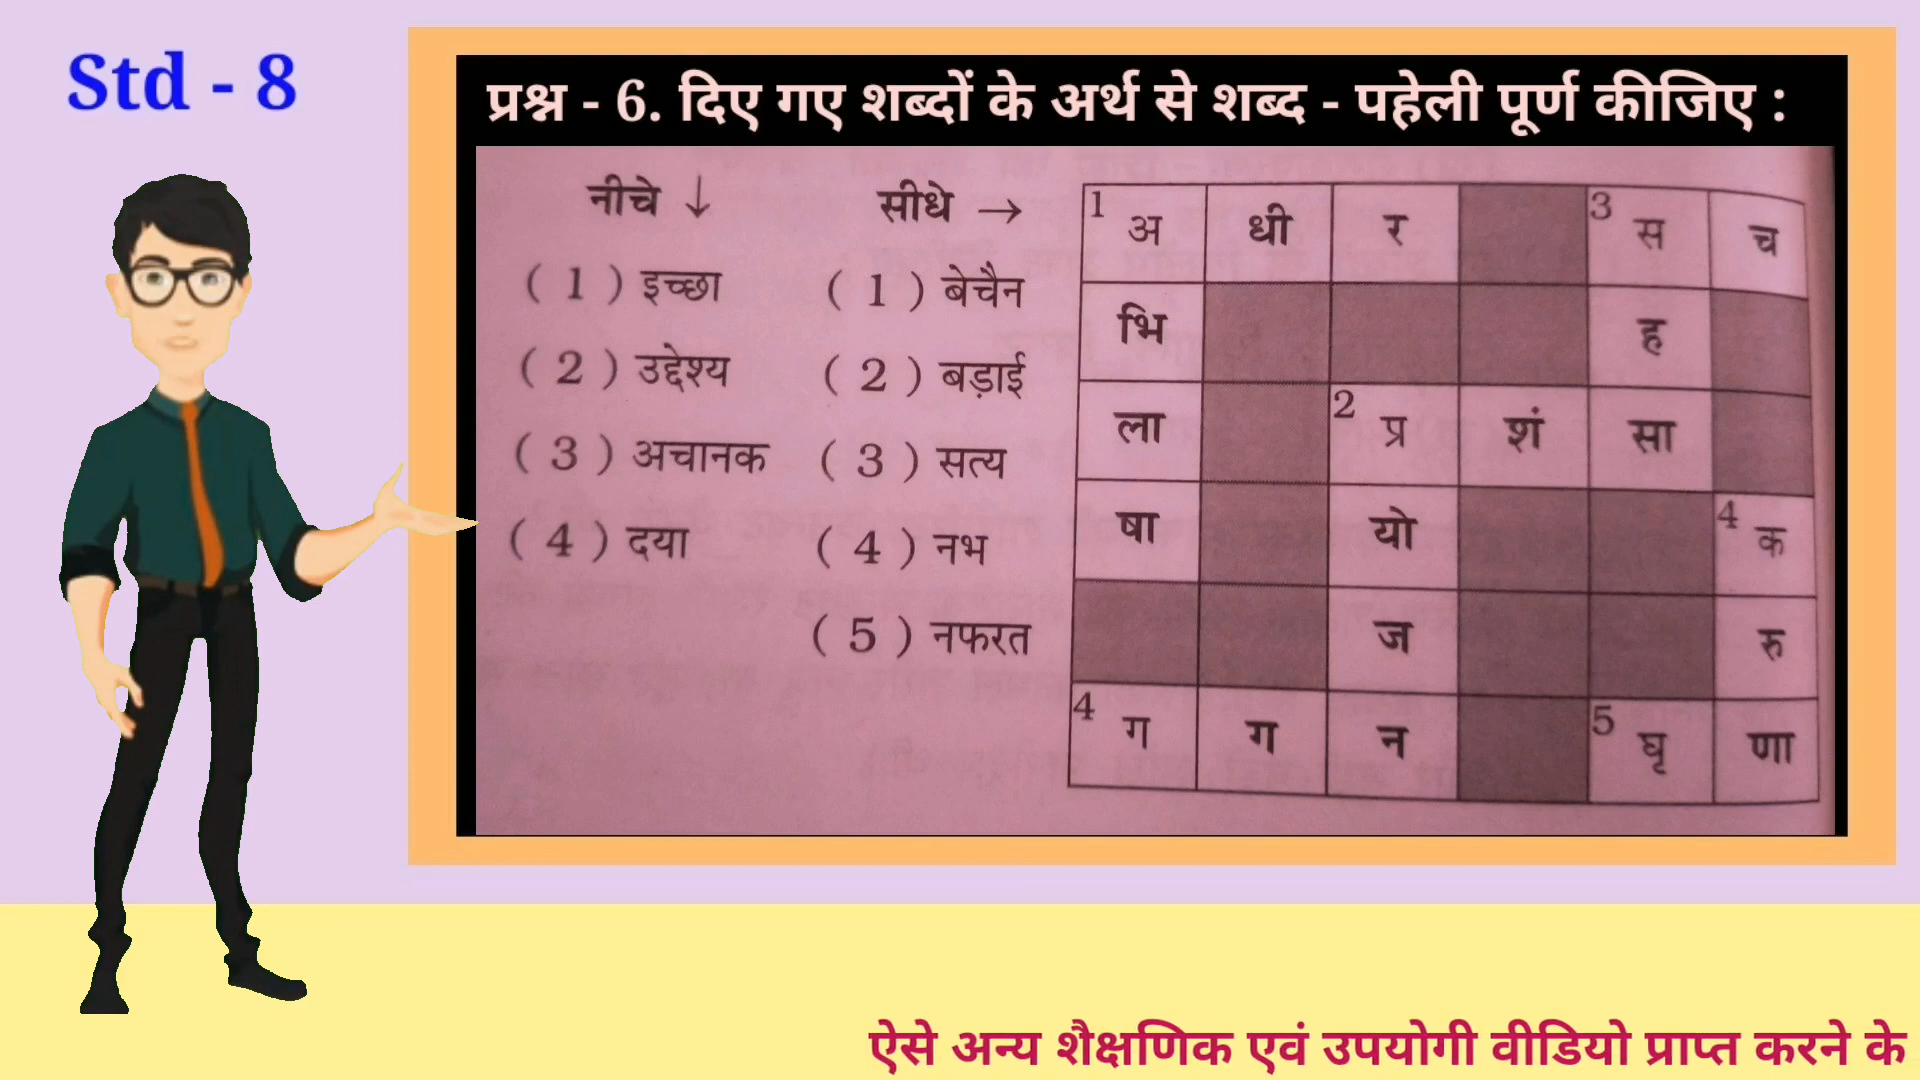 Std - 8
प्रश्न - 6. दिए गए शब्दों के अर्थ से शब्द - पहेली पूर्ण कीजिए :
नीचे ↓ सीधे →
( 1 ) इच्छा ( 1 ) बेचैन
( 2 ) उद्देश्य ( 2 ) बड़ाई
( 3 ) अचानक ( 3 ) सत्य
( 4 ) दया ( 4 ) नभ
( 5 ) नफरत
1 अ धी र 3 स च
भि ह
ला 2 प्र शं सा
षा यो 4 क
ज रु
4 ग ग न 5 घृ णा
ऐसे अन्य शैक्षणिक एवं उपयोगी वीडियो प्राप्त करने के